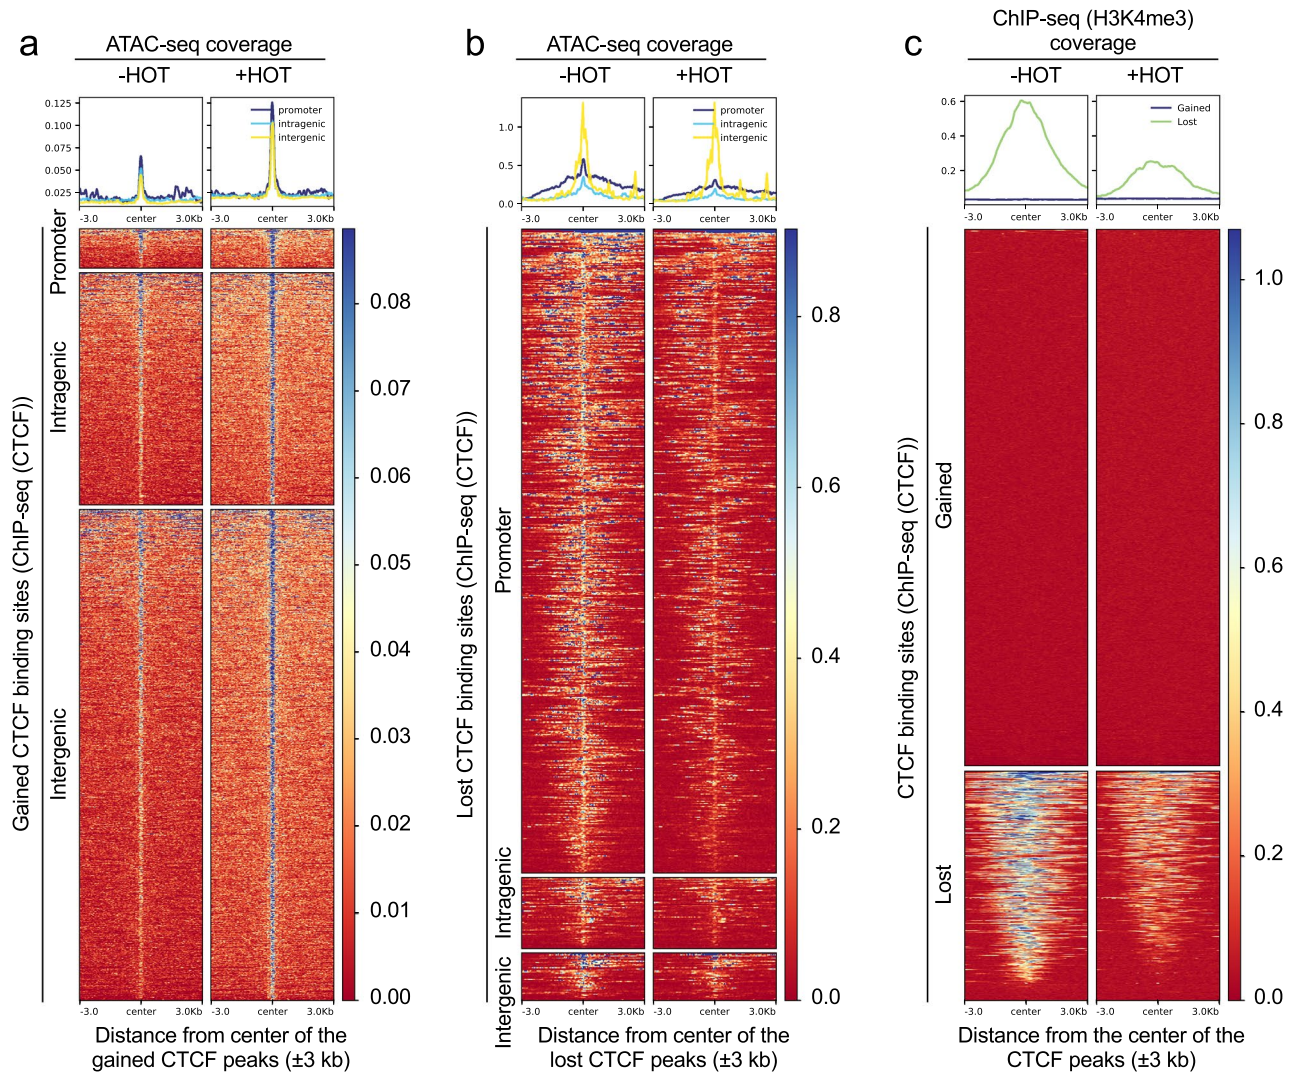 a
ATAC-seq coverage
-HOT
+HOT
0.125
0.100
0.075
0.050
0.025
promoter
intragenic
intergenic
-3.0
center
3.0Kb
-3.0
center
3.0Kb
Gained CTCF binding sites (ChIP-seq (CTCF))
Promoter
Intragenic
Intergenic
0.08
0.07
0.06
0.05
0.04
0.03
0.02
0.01
0.00
-3.0
center
3.0Kb
-3.0
center
3.0Kb
Distance from center of the
gained CTCF peaks (±3 kb)
b
ATAC-seq coverage
-HOT
+HOT
1.0
0.5
0.0
promoter
intragenic
intergenic
-3.0
center
3.0Kb
-3.0
center
3.0Kb
Lost CTCF binding sites (ChIP-seq (CTCF))
Promoter
Intragenic
Intergenic
0.8
0.6
0.4
0.2
0.0
-3.0
center
3.0Kb
-3.0
center
3.0Kb
Distance from center of the
lost CTCF peaks (±3 kb)
c
ChIP-seq (H3K4me3)
coverage
-HOT
+HOT
0.6
0.4
0.2
Gained
Lost
-3.0
center
3.0Kb
-3.0
center
3.0Kb
CTCF binding sites (ChIP-seq (CTCF))
Gained
Lost
1.0
0.8
0.6
0.4
0.2
0.0
-3.0
center
3.0Kb
-3.0
center
3.0Kb
Distance from the center of the
CTCF peaks (±3 kb)